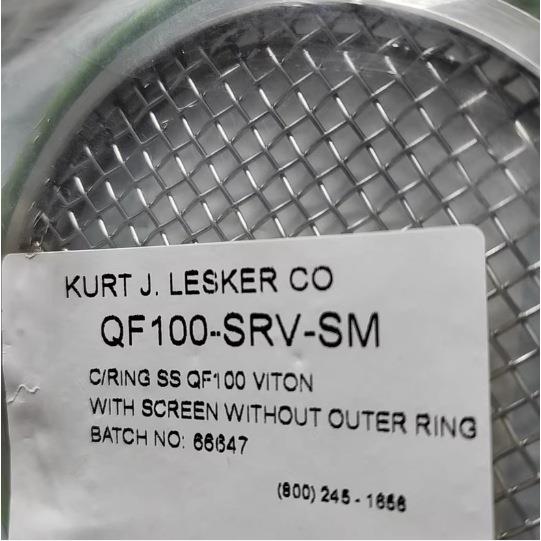 KURT J. LESKER CO
QF100-SRV-SM
C/RING SS QF100 VITON
WITH SCREEN WITHOUT OUTER RING
BATCH NO: 66647
(800) 245 - 1656